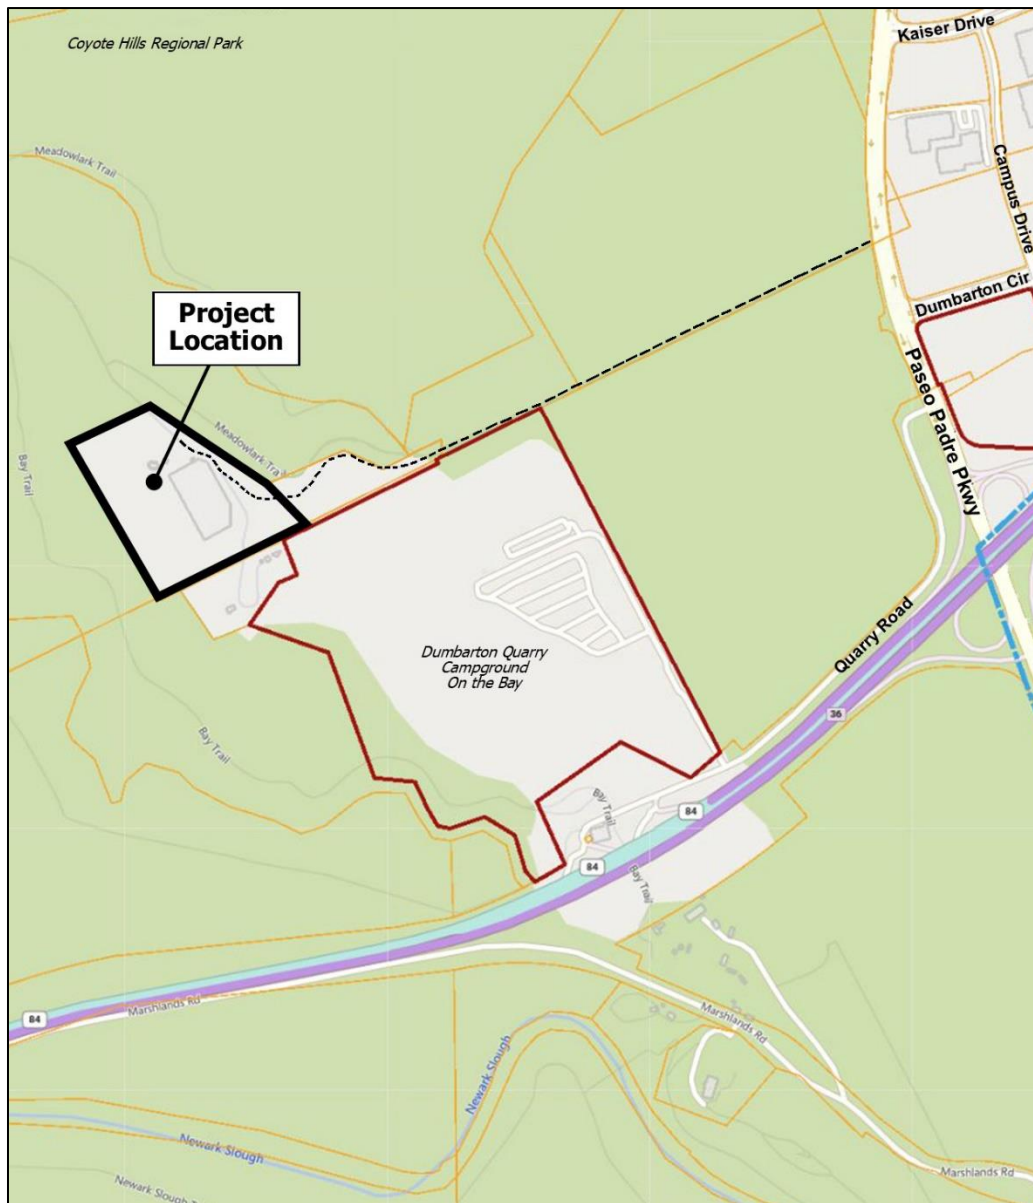 Coyote Hills Regional Park
Kaiser Drive
Meadowlark Trail
Campus Drive
Project
Location
Dumbarton Cir
Paseo Padre Pkwy
Meadowlark Tra
Bay Trail
Quarry Road
Dumbarton Quarry
Campground
On the Bay
36
Bay Trail
Bay Trail
84
84
Bay Trail
84
Marshlands Rd
Marshlands Rd
Newark Slough
Newark Slough
Marshlands Rd
Newark Slough T